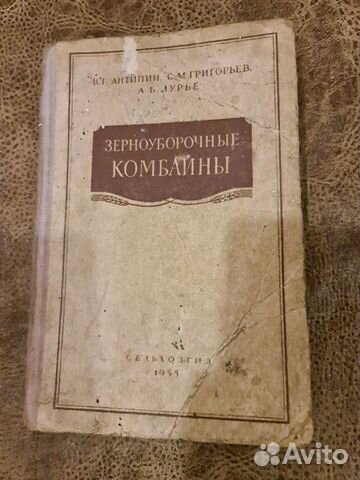 В. Г. АНТИПИН, С. М. ГРИГОРЬЕВ,
А. Б. ЛУРЬЕ
ЗЕРНОУБОРОЧНЫЕ
КОМБАЙНЫ
СЕЛЬХОЗГИЗ
1955
Avito